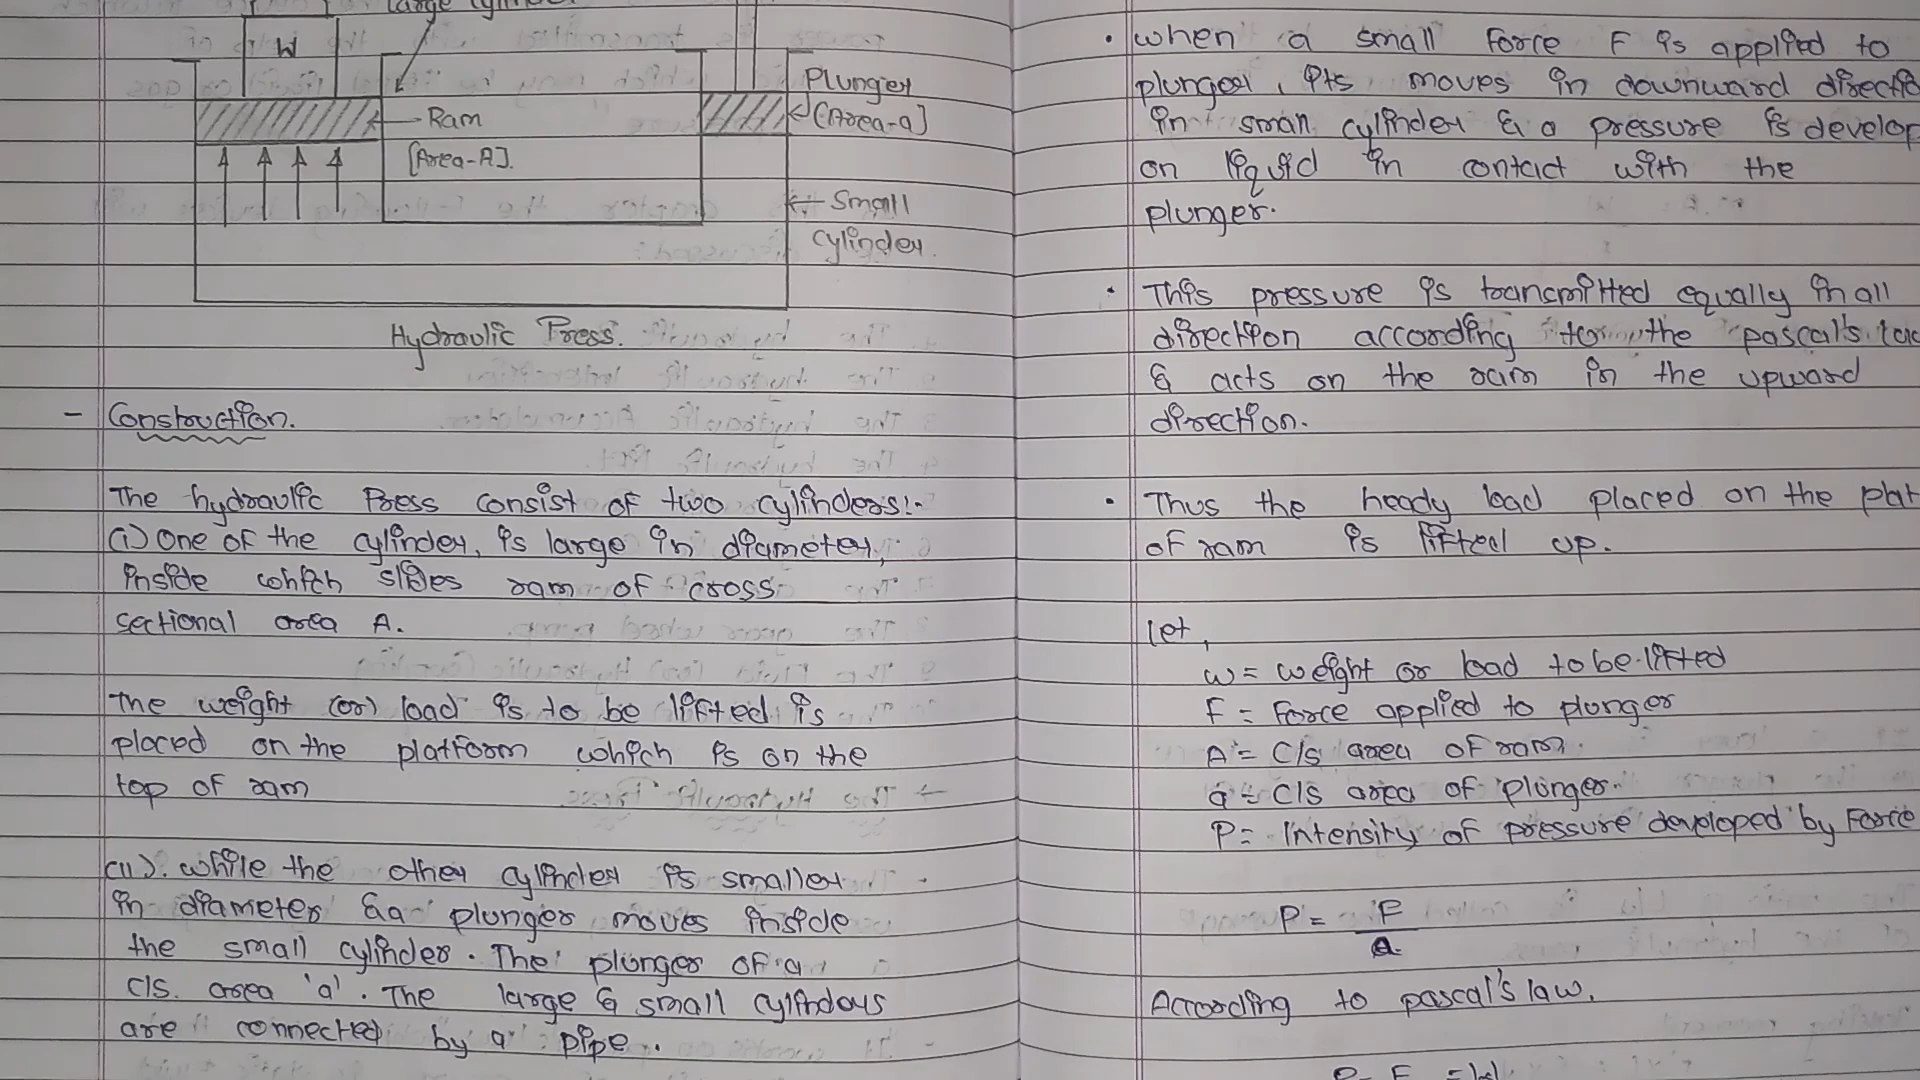 large cylinder
W
Plunger
(Area-a]
Ram
[Area-A].
Small
cylinder.
Hydraulic Press.
- Construction.
The hydraulic Press consist of two cylinders:-
(i) One of the cylinder, is large in diameter,
inside which slides ram of cross
sectional area A.
The weight (or) load is to be lifted is
placed on the platform which is on the
top of ram
(ii). while the other cylinder is smaller
in diameter & a plunger moves inside
the small cylinder. The plunger of a
c/s. area 'a'. The large & small cylindous
are connected by a pipe.
• when a small force F is applied to
plunger, its moves in downward directio
in small cylinder & a pressure is develop
on liquid in contact with the
plunger.
• This pressure is transmitted equally in all
direction according to the pascal's la
& acts on the ram in the upward
direction.
• Thus the heady load placed on the plat
of ram is lifted up.
let,
w = weight or load to be lifted
F = Force applied to plunger
A = C/s area of ram.
a = C/s area of plunger.
P = Intensity of pressure developed by Force
P = F
a
According to pascal's law,